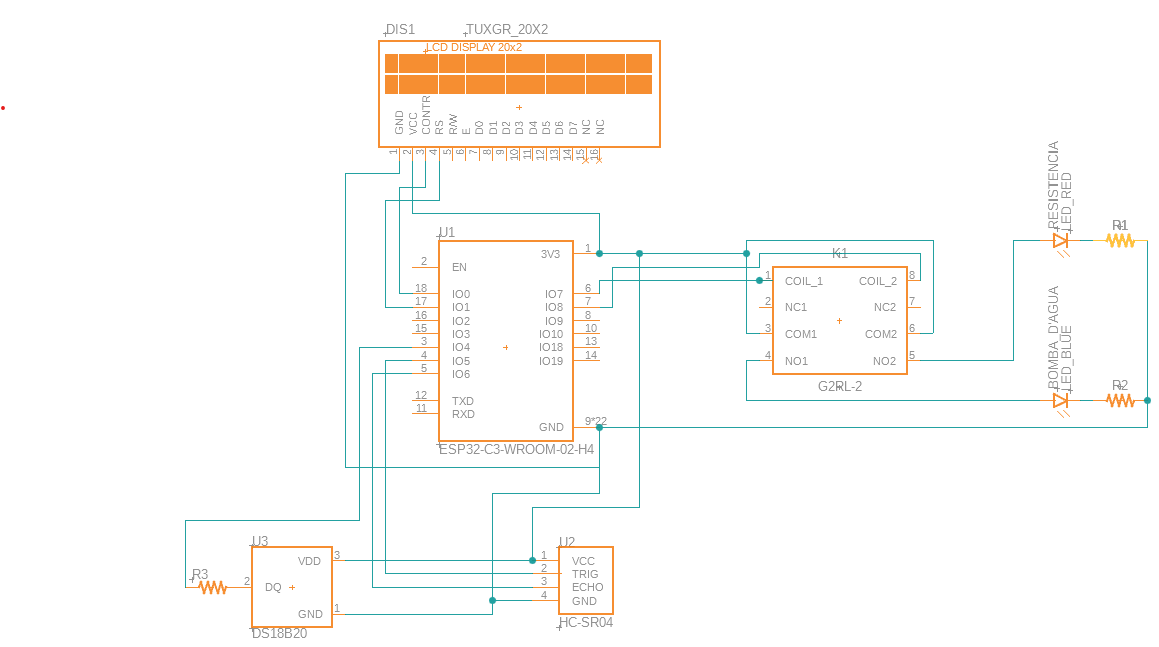 DIS1 TUXGR_20X2
LCD DISPLAY 20x2
GND VCC CONTR RS R/W E D0 D1 D2 D3 D4 D5 D6 D7 NC NC
1 2 3 4 5 6 7 8 9 10 11 12 13 14 15 16
U1
3V3 1
2 EN
18 IO0 IO7 6
17 IO1 IO8 7
16 IO2 IO9 8
15 IO3 IO10 10
3 IO4 IO18 13
4 IO5 IO19 14
5 IO6
12 TXD
11 RXD
GND 9*22
ESP32-C3-WROOM-02-H4
K1
1 COIL_1 COIL_2 8
2 NC1 NC2 7
3 COM1 COM2 6
4 NO1 NO2 5
G2RL-2
RESISTENCIA
LED_RED
R1
BOMBA D'AGUA
LED_BLUE
R2
U3
VDD 3
R3
2 DQ
GND 1
DS18B20
U2
1 VCC
2 TRIG
3 ECHO
4 GND
HC-SR04